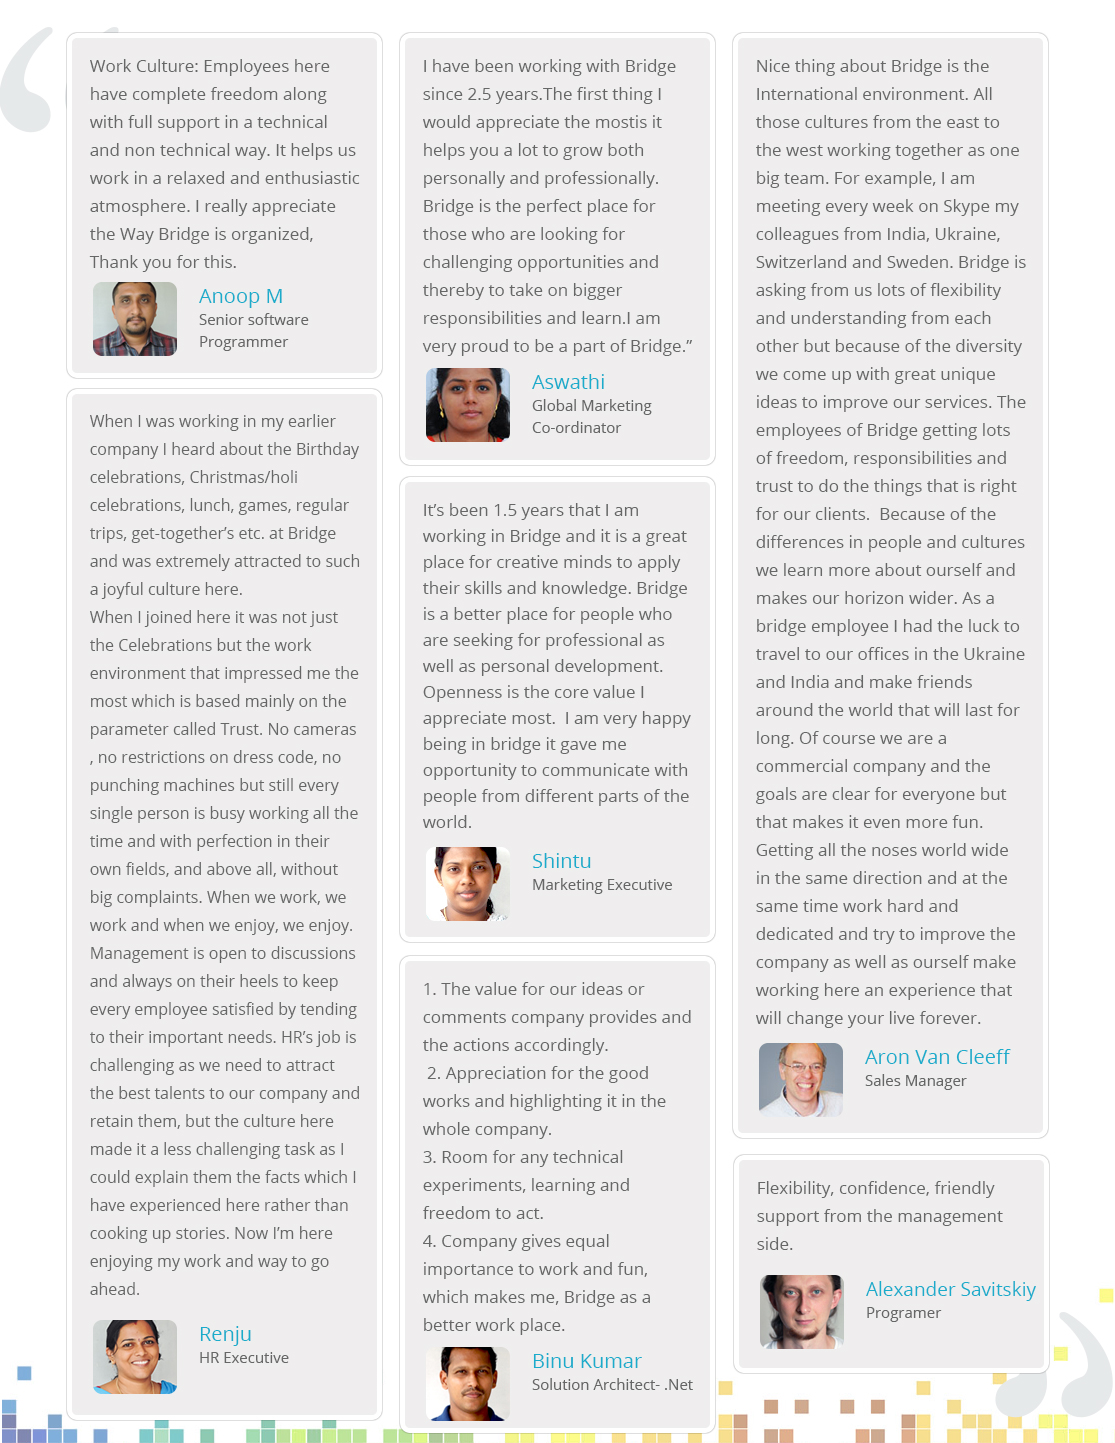 Work Culture: Employees here
have complete freedom along
with full support in a technical
and non technical way. It helps us
work in a relaxed and enthusiastic
atmosphere. I really appreciate
the Way Bridge is organized,
Thank you for this.
Anoop M
Senior software
Programmer
When I was working in my earlier
company I heard about the Birthday
celebrations, Christmas/holi
celebrations, lunch, games, regular
trips, get-together’s etc. at Bridge
and was extremely attracted to such
a joyful culture here.
When I joined here it was not just
the Celebrations but the work
environment that impressed me the
most which is based mainly on the
parameter called Trust. No cameras
, no restrictions on dress code, no
punching machines but still every
single person is busy working all the
time and with perfection in their
own fields, and above all, without
big complaints. When we work, we
work and when we enjoy, we enjoy.
Management is open to discussions
and always on their heels to keep
every employee satisfied by tending
to their important needs. HR’s job is
challenging as we need to attract
the best talents to our company and
retain them, but the culture here
made it a less challenging task as I
could explain them the facts which I
have experienced here rather than
cooking up stories. Now I’m here
enjoying my work and way to go
ahead.
Renju
HR Executive
I have been working with Bridge
since 2.5 years.The first thing I
would appreciate the mostis it
helps you a lot to grow both
personally and professionally.
Bridge is the perfect place for
those who are looking for
challenging opportunities and
thereby to take on bigger
responsibilities and learn.I am
very proud to be a part of Bridge.”
Aswathi
Global Marketing
Co-ordinator
It’s been 1.5 years that I am
working in Bridge and it is a great
place for creative minds to apply
their skills and knowledge. Bridge
is a better place for people who
are seeking for professional as
well as personal development.
Openness is the core value I
appreciate most.  I am very happy
being in bridge it gave me
opportunity to communicate with
people from different parts of the
world.
Shintu
Marketing Executive
1. The value for our ideas or
comments company provides and
the actions accordingly.
2. Appreciation for the good
works and highlighting it in the
whole company.
3. Room for any technical
experiments, learning and
freedom to act.
4. Company gives equal
importance to work and fun,
which makes me, Bridge as a
better work place.
Binu Kumar
Solution Architect- .Net
Nice thing about Bridge is the
International environment. All
those cultures from the east to
the west working together as one
big team. For example, I am
meeting every week on Skype my
colleagues from India, Ukraine,
Switzerland and Sweden. Bridge is
asking from us lots of flexibility
and understanding from each
other but because of the diversity
we come up with great unique
ideas to improve our services. The
employees of Bridge getting lots
of freedom, responsibilities and
trust to do the things that is right
for our clients.  Because of the
differences in people and cultures
we learn more about ourself and
makes our horizon wider. As a
bridge employee I had the luck to
travel to our offices in the Ukraine
and India and make friends
around the world that will last for
long. Of course we are a
commercial company and the
goals are clear for everyone but
that makes it even more fun.
Getting all the noses world wide
in the same direction and at the
same time work hard and
dedicated and try to improve the
company as well as ourself make
working here an experience that
will change your live forever.
Aron Van Cleeff
Sales Manager
Flexibility, confidence, friendly
support from the management
side.
Alexander Savitskiy
Programer